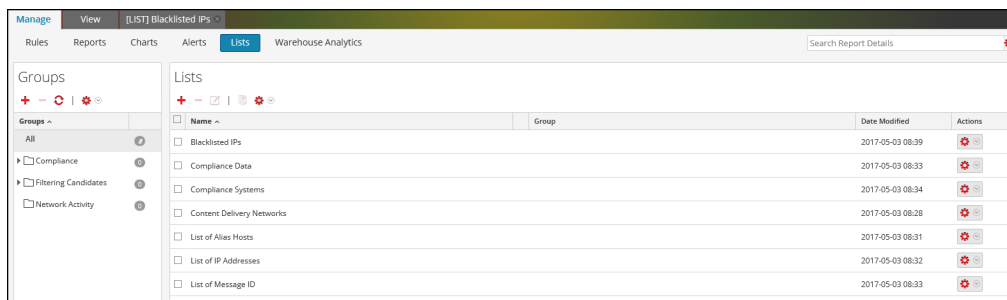 Manage View [LIST] Blacklisted IPs
Rules Reports Charts Alerts Lists Warehouse Analytics Search Report Details
Groups
Groups
All
Compliance 0
Filtering Candidates 0
Network Activity 0
Lists
Name Group Date Modified Actions
Blacklisted IPs 2017-05-03 08:39
Compliance Data 2017-05-03 08:33
Compliance Systems 2017-05-03 08:34
Content Delivery Networks 2017-05-03 08:28
List of Alias Hosts 2017-05-03 08:31
List of IP Addresses 2017-05-03 08:32
List of Message ID 2017-05-03 08:33